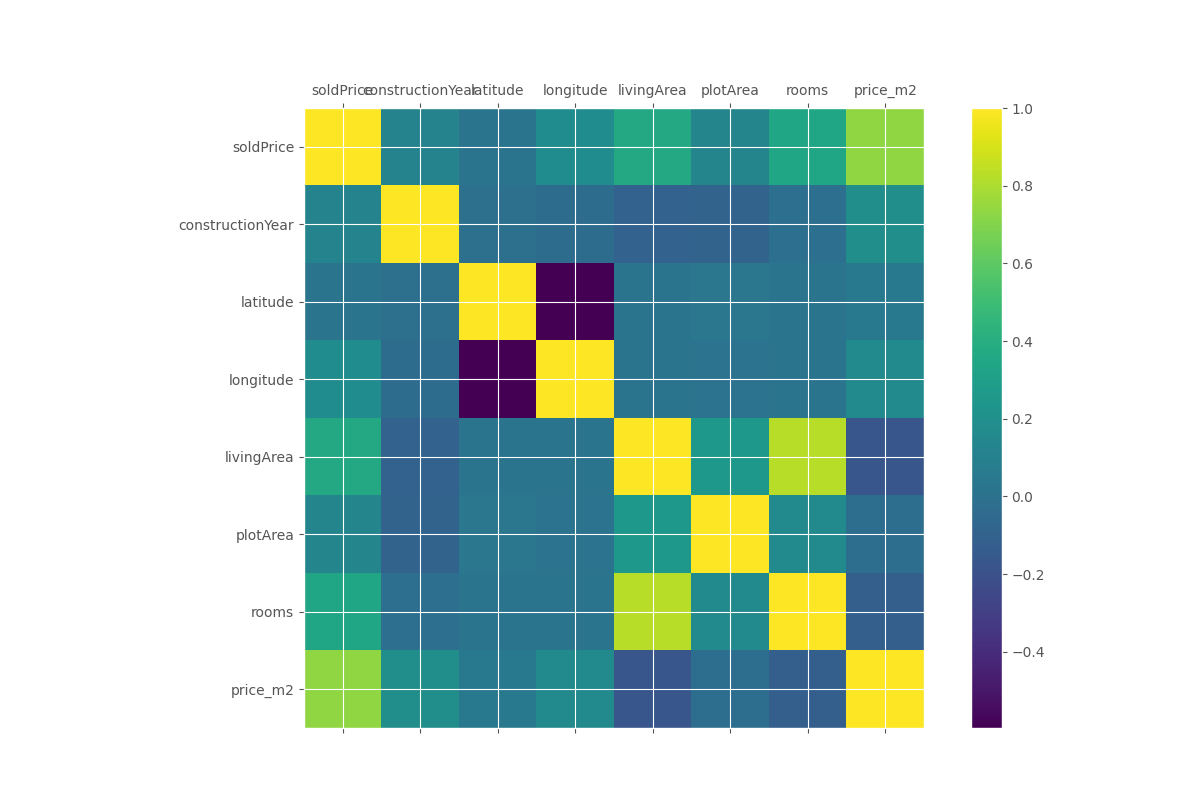 soldPrice constructionYear latitude longitude livingArea plotArea rooms price_m2
soldPrice
constructionYear
latitude
longitude
livingArea
plotArea
rooms
price_m2
1.0
0.8
0.6
0.4
0.2
0.0
−0.2
−0.4